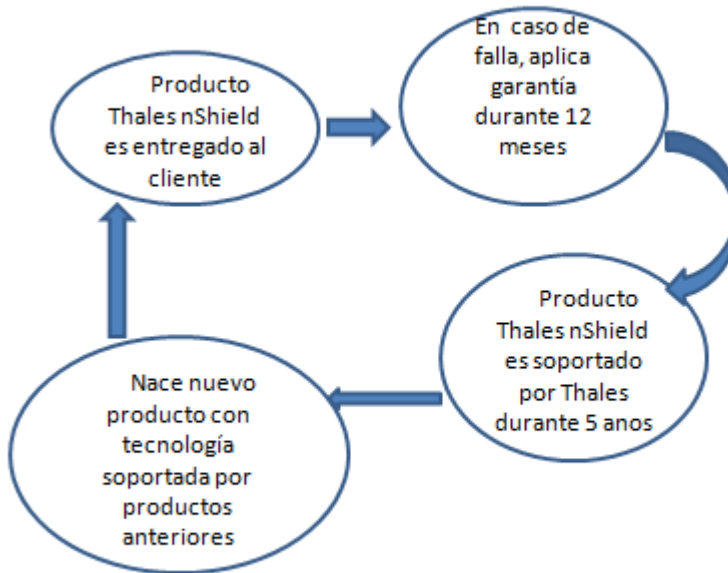 Producto
Thales nShield
es entregado al
cliente
En caso de
falla, aplica
garantía
durante 12
meses
Producto
Thales nShield
es soportado
por Thales
durante 5 anos
Nace nuevo
producto con
tecnología
soportada por
productos
anteriores